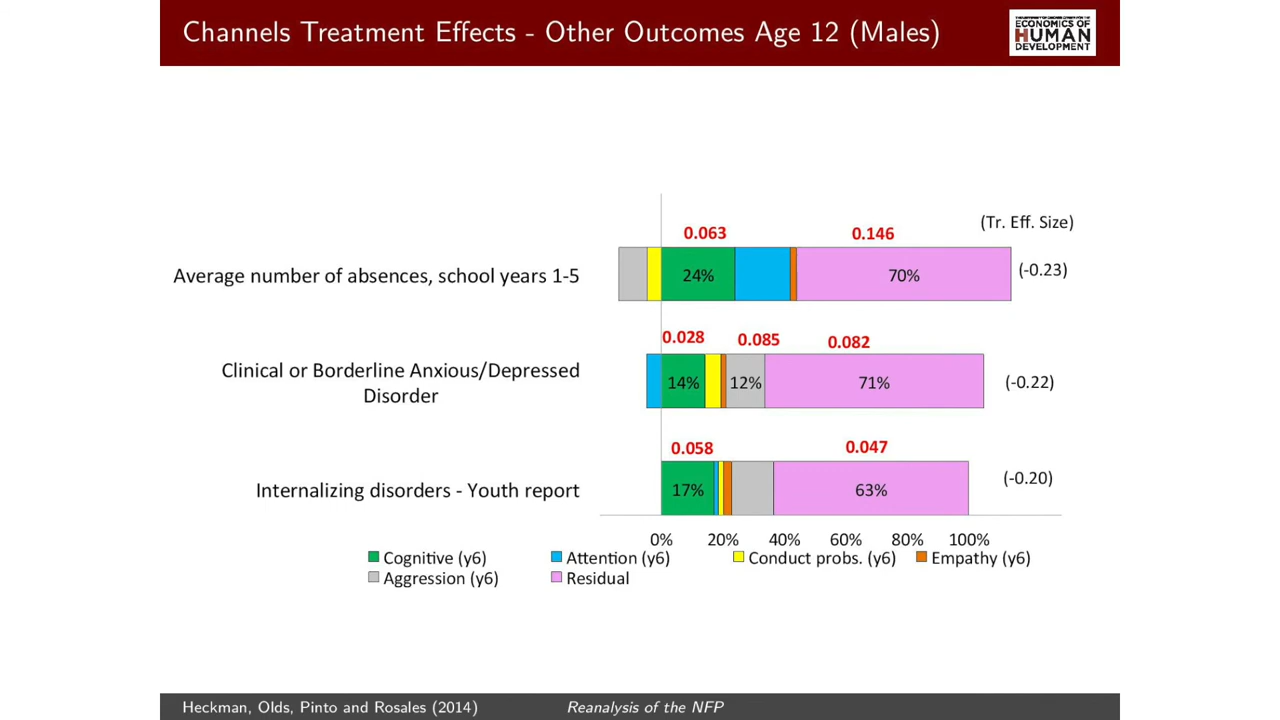 Channels Treatment Effects - Other Outcomes Age 12 (Males)
ECONOMICS OF
HUMAN
DEVELOPMENT
(Tr. Eff. Size)
0.063
0.146
Average number of absences, school years 1-5
24%
70%
(-0.23)
0.028
0.085
0.082
Clinical or Borderline Anxious/Depressed
Disorder
14%
12%
71%
(-0.22)
0.058
0.047
Internalizing disorders - Youth report
17%
63%
(-0.20)
0% 20% 40% 60% 80% 100%
Cognitive (y6) Attention (y6) Conduct probs. (y6) Empathy (y6)
Aggression (y6) Residual
Heckman, Olds, Pinto and Rosales (2014) Reanalysis of the NFP